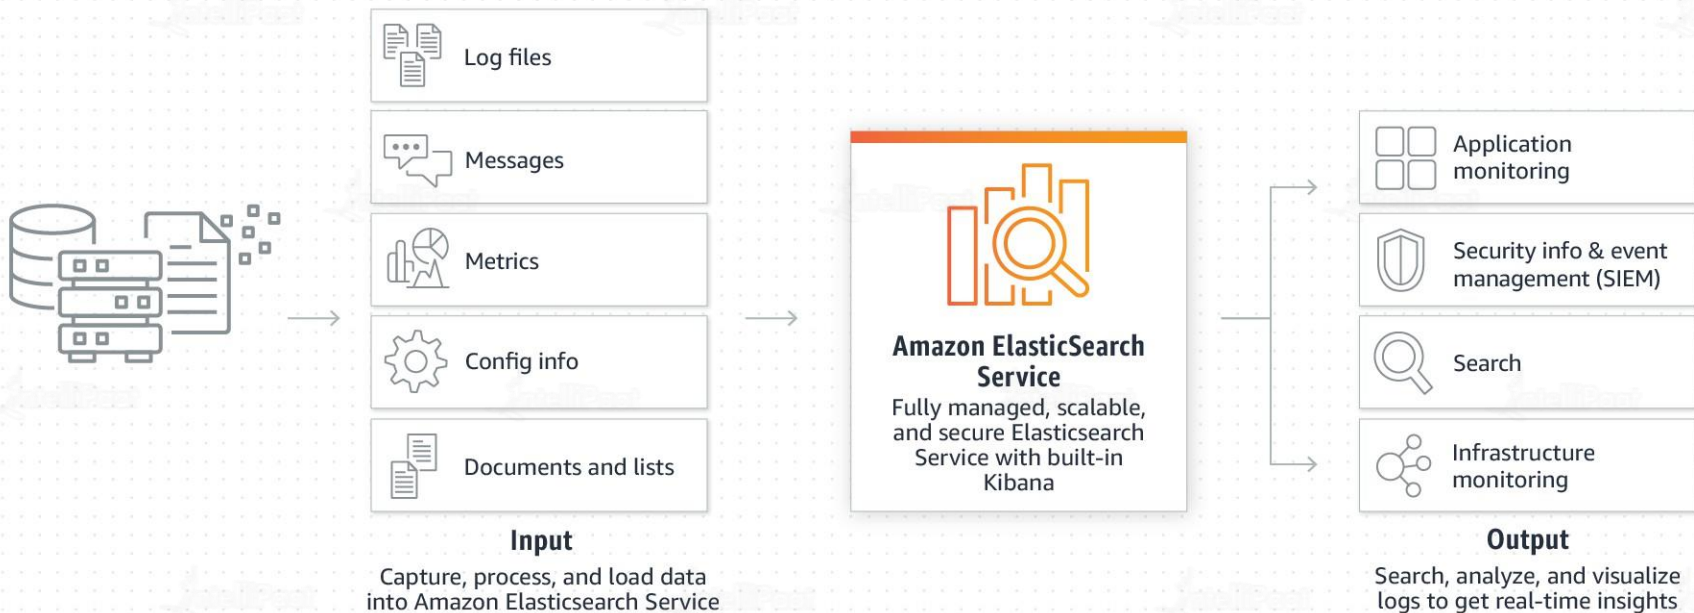 Log files
Messages
Metrics
Config info
Documents and lists
Input
Capture, process, and load data
into Amazon Elasticsearch Service
Amazon ElasticSearch
Service
Fully managed, scalable,
and secure Elasticsearch
Service with built-in
Kibana
Application
monitoring
Security info & event
management (SIEM)
Search
Infrastructure
monitoring
Output
Search, analyze, and visualize
logs to get real-time insights